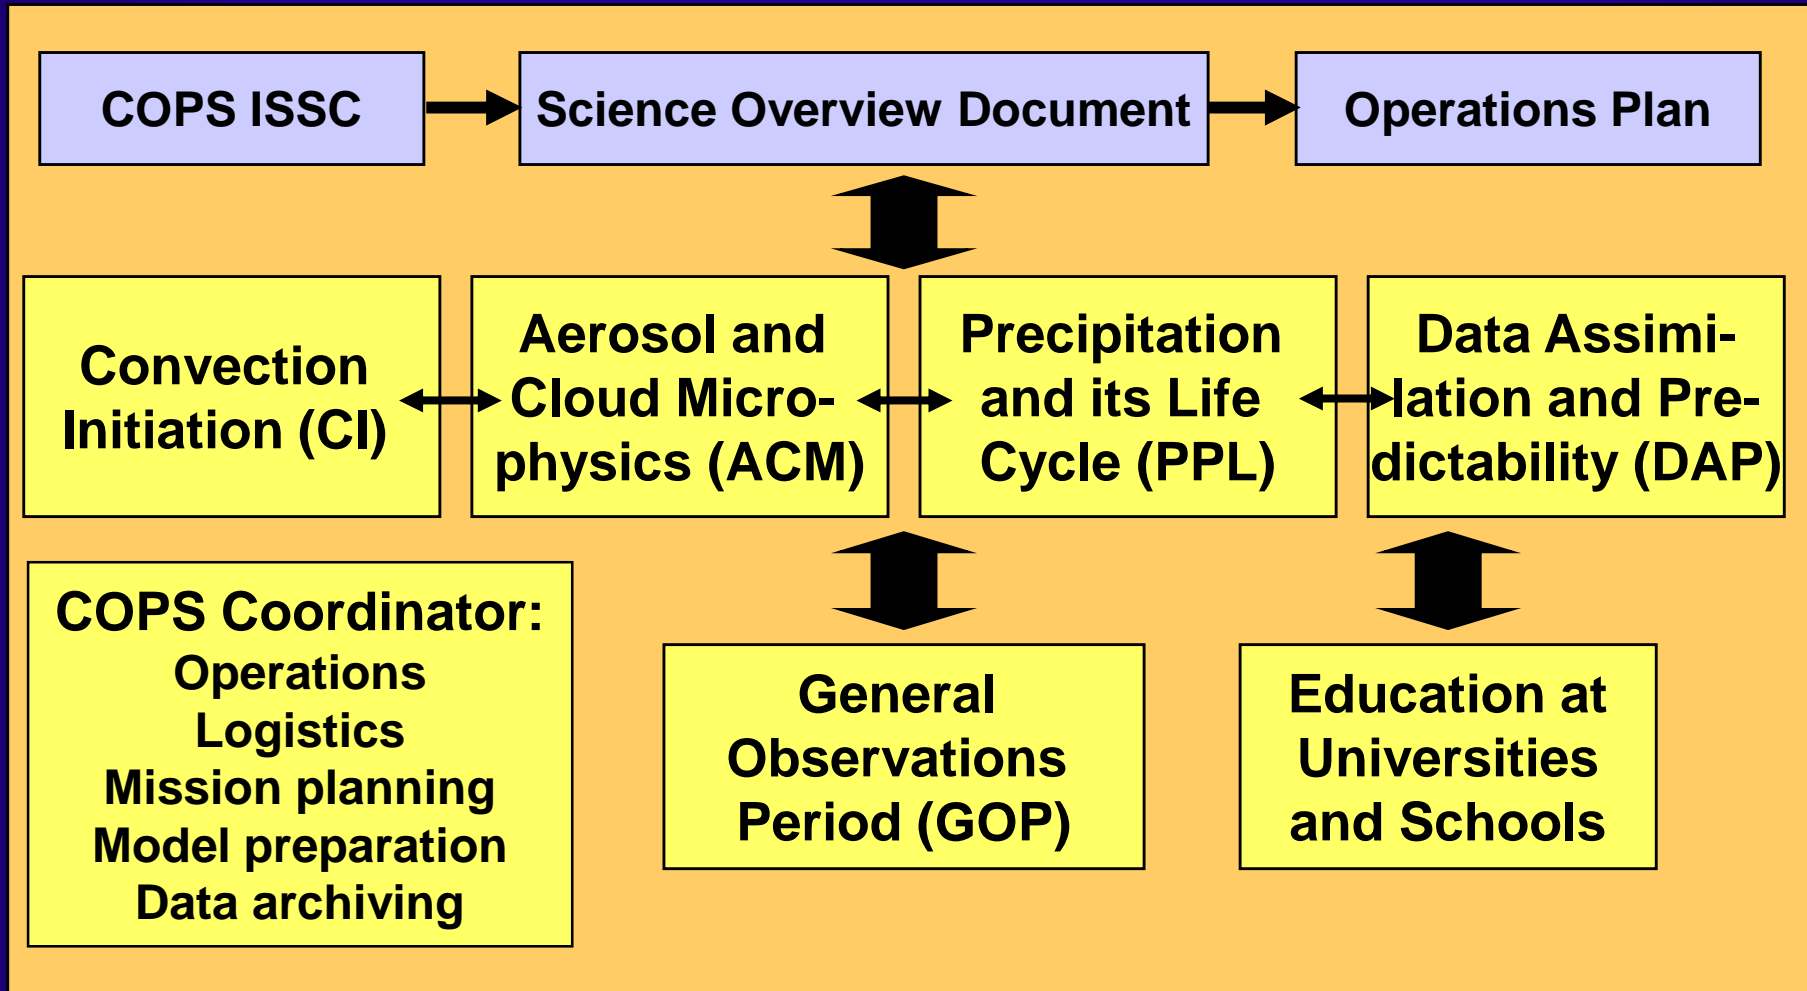 COPS ISSC
Science Overview Document
Operations Plan
Convection
Initiation (CI)
Aerosol and
Cloud Micro-
physics (ACM)
Precipitation
and its Life
Cycle (PPL)
Data Assimi-
lation and Pre-
dictability (DAP)
COPS Coordinator:
Operations
Logistics
Mission planning
Model preparation
Data archiving
General
Observations
Period (GOP)
Education at
Universities
and Schools